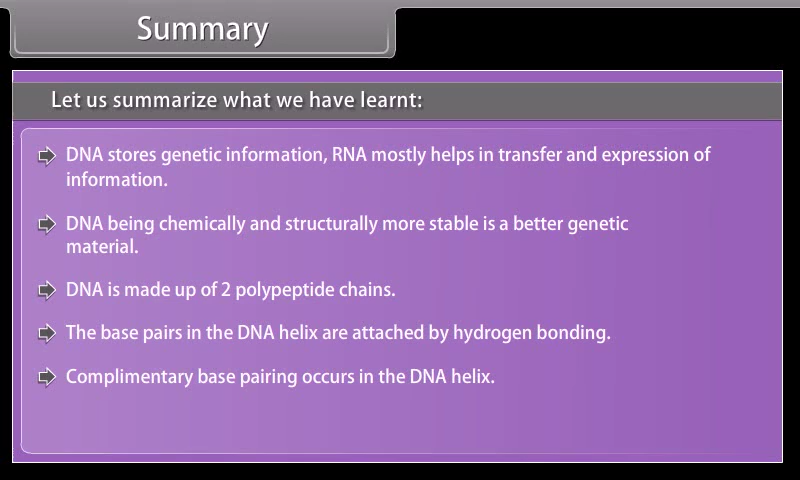 Summary
Let us summarize what we have learnt:
DNA stores genetic information, RNA mostly helps in transfer and expression of
information.
DNA being chemically and structurally more stable is a better genetic
material.
DNA is made up of 2 polypeptide chains.
The base pairs in the DNA helix are attached by hydrogen bonding.
Complimentary base pairing occurs in the DNA helix.